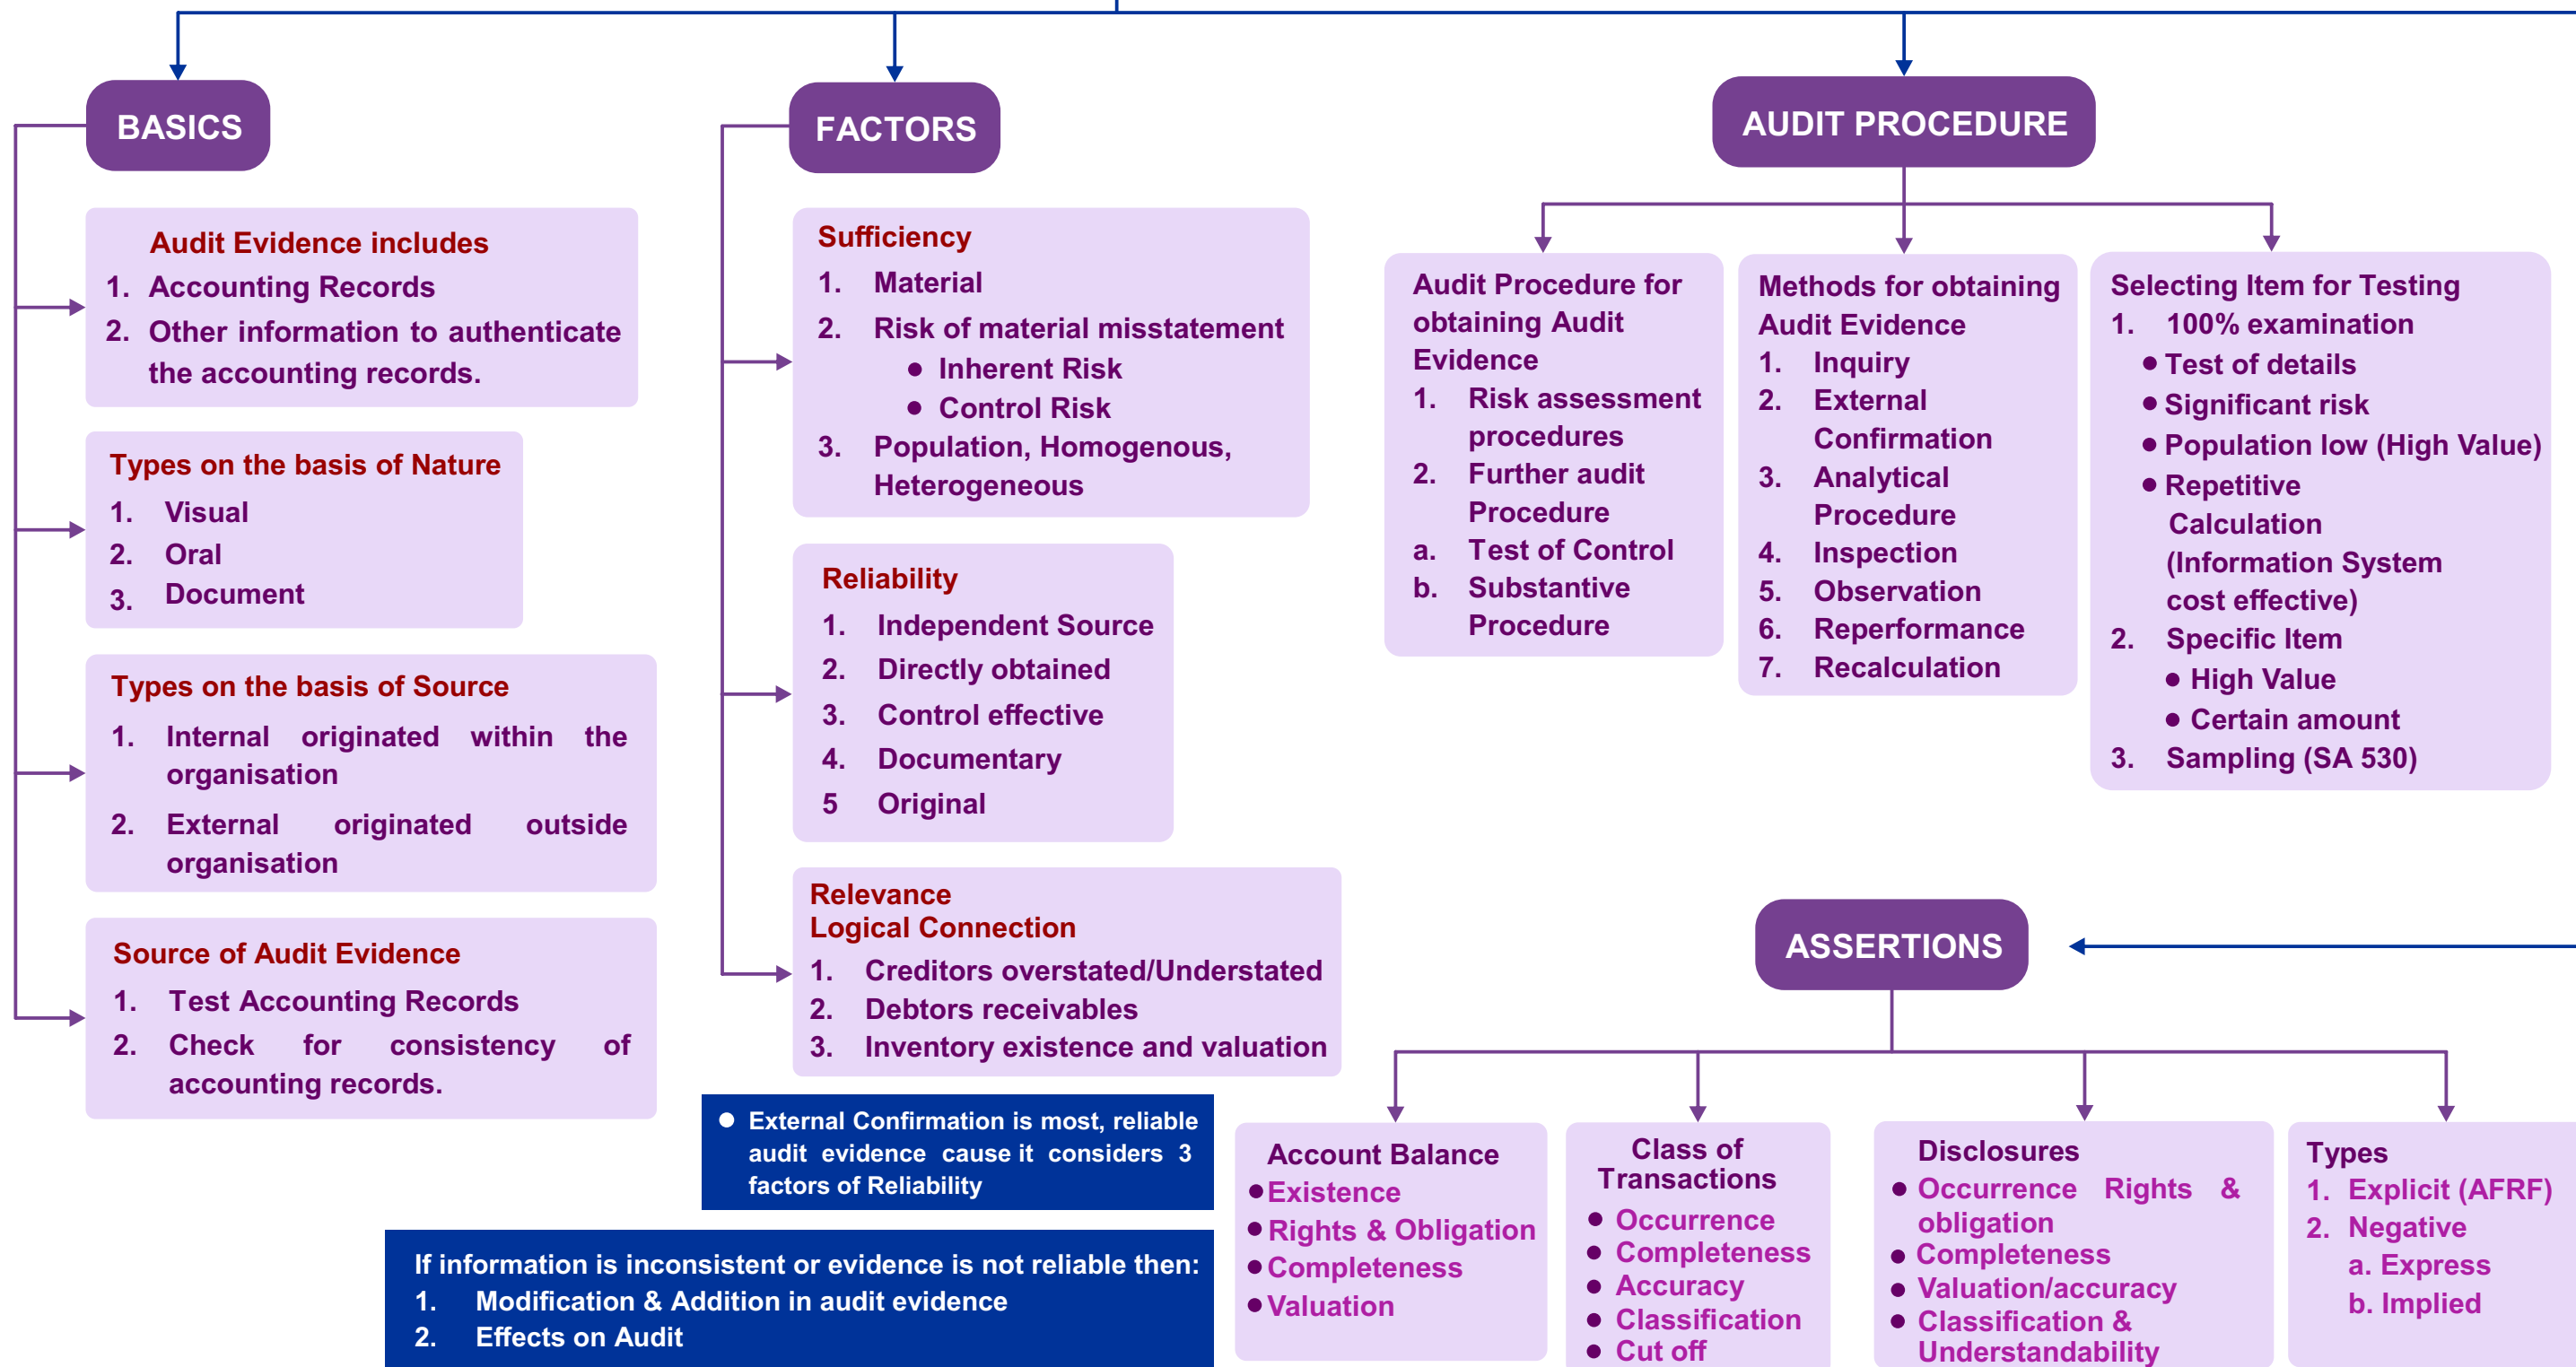 BASICS
Audit Evidence includes
1. Accounting Records
2. Other information to authenticate
the accounting records.
Types on the basis of Nature
1. Visual
2. Oral
3. Document
Types on the basis of Source
1. Internal originated within the
organisation
2. External originated outside
organisation
Source of Audit Evidence
1. Test Accounting Records
2. Check for consistency of
accounting records.
FACTORS
Sufficiency
1. Material
2. Risk of material misstatement
● Inherent Risk
● Control Risk
3. Population, Homogenous,
Heterogeneous
Reliability
1. Independent Source
2. Directly obtained
3. Control effective
4. Documentary
5 Original
Relevance
Logical Connection
1. Creditors overstated/Understated
2. Debtors receivables
3. Inventory existence and valuation
● External Confirmation is most, reliable
audit evidence cause it considers 3
factors of Reliability
If information is inconsistent or evidence is not reliable then:
1. Modification & Addition in audit evidence
2. Effects on Audit
AUDIT PROCEDURE
Audit Procedure for
obtaining Audit
Evidence
1. Risk assessment
procedures
2. Further audit
Procedure
a. Test of Control
b. Substantive
Procedure
Methods for obtaining
Audit Evidence
1. Inquiry
2. External
Confirmation
3. Analytical
Procedure
4. Inspection
5. Observation
6. Reperformance
7. Recalculation
Selecting Item for Testing
1. 100% examination
● Test of details
● Significant risk
● Population low (High Value)
● Repetitive
Calculation
(Information System
cost effective)
2. Specific Item
● High Value
● Certain amount
3. Sampling (SA 530)
ASSERTIONS
Account Balance
● Existence
● Rights & Obligation
● Completeness
● Valuation
Class of
Transactions
● Occurrence
● Completeness
● Accuracy
● Classification
● Cut off
Disclosures
● Occurrence Rights &
obligation
● Completeness
● Valuation/accuracy
● Classification &
Understandability
Types
1. Explicit (AFRF)
2. Negative
a. Express
b. Implied